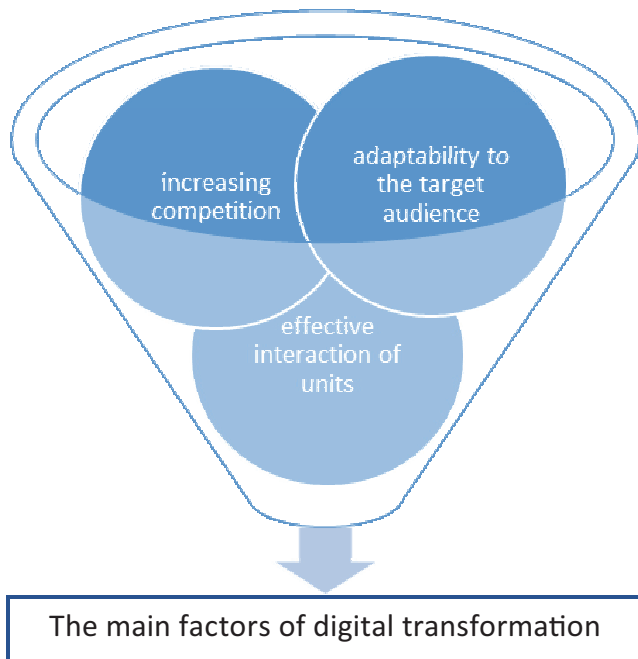 increasing
competition
adaptability to
the target
audience
effective
interaction of
units
The main factors of digital transformation